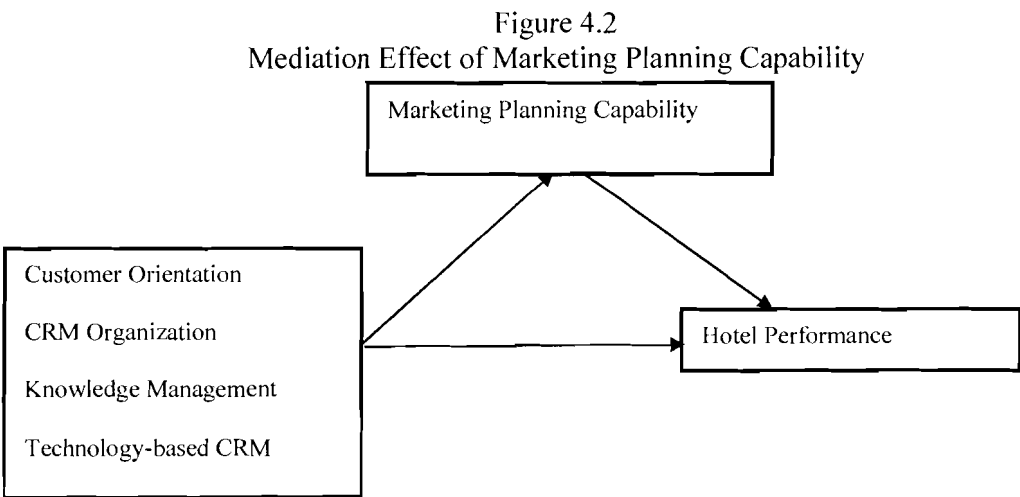 Figure 4.2
Mediation Effect of Marketing Planning Capability
Marketing Planning Capability
Customer Orientation
CRM Organization
Knowledge Management
Technology-based CRM
Hotel Performance